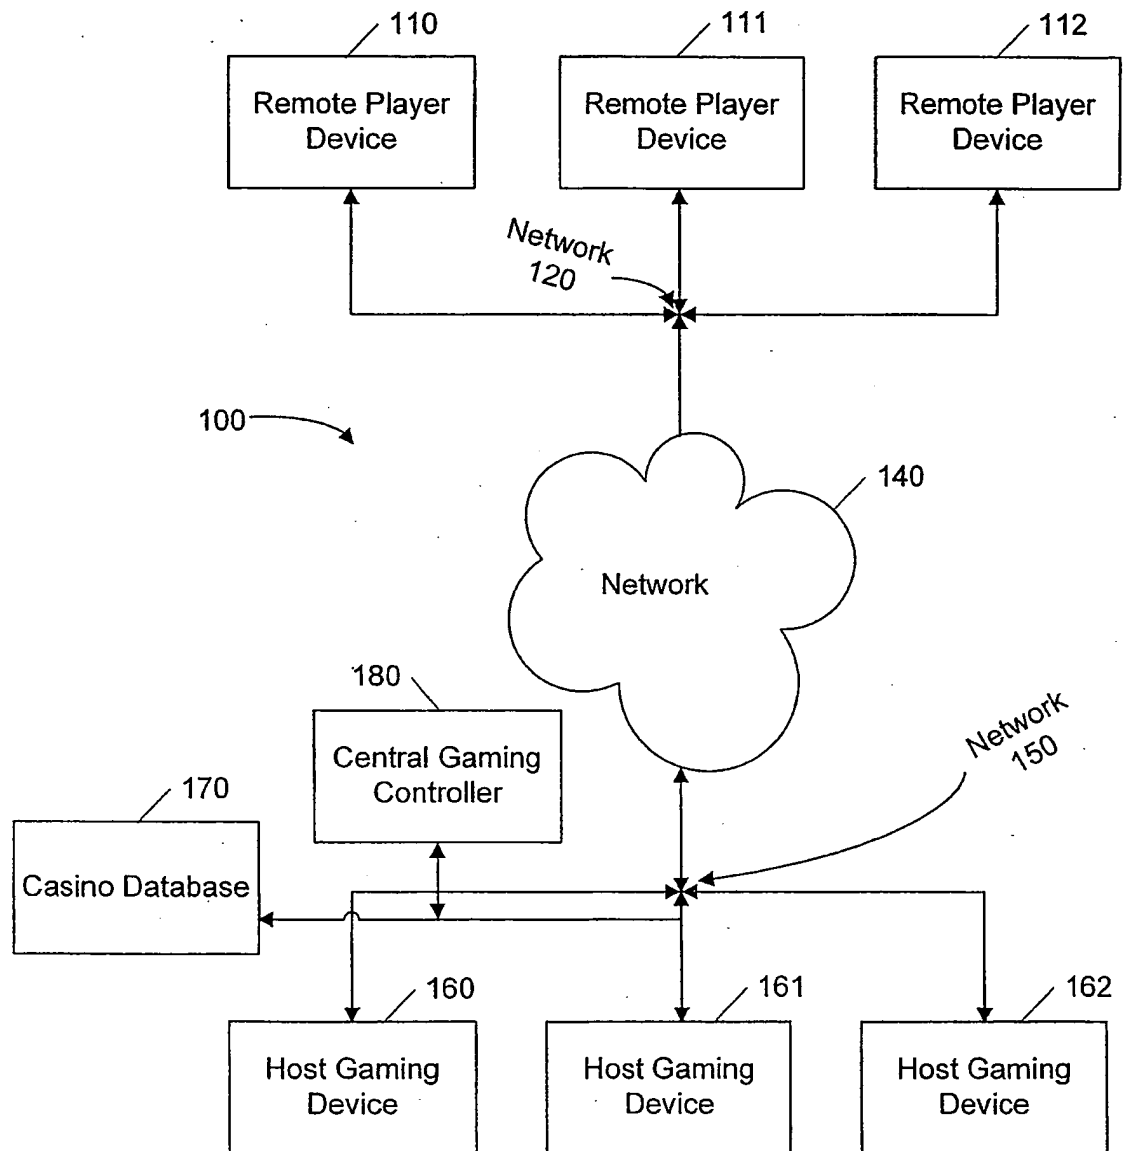 110
111
112
Remote Player
Device
Remote Player
Device
Remote Player
Device
Network
120
100
140
Network
180
Central Gaming
Controller
Network
150
170
Casino Database
160
161
162
Host Gaming
Device
Host Gaming
Device
Host Gaming
Device